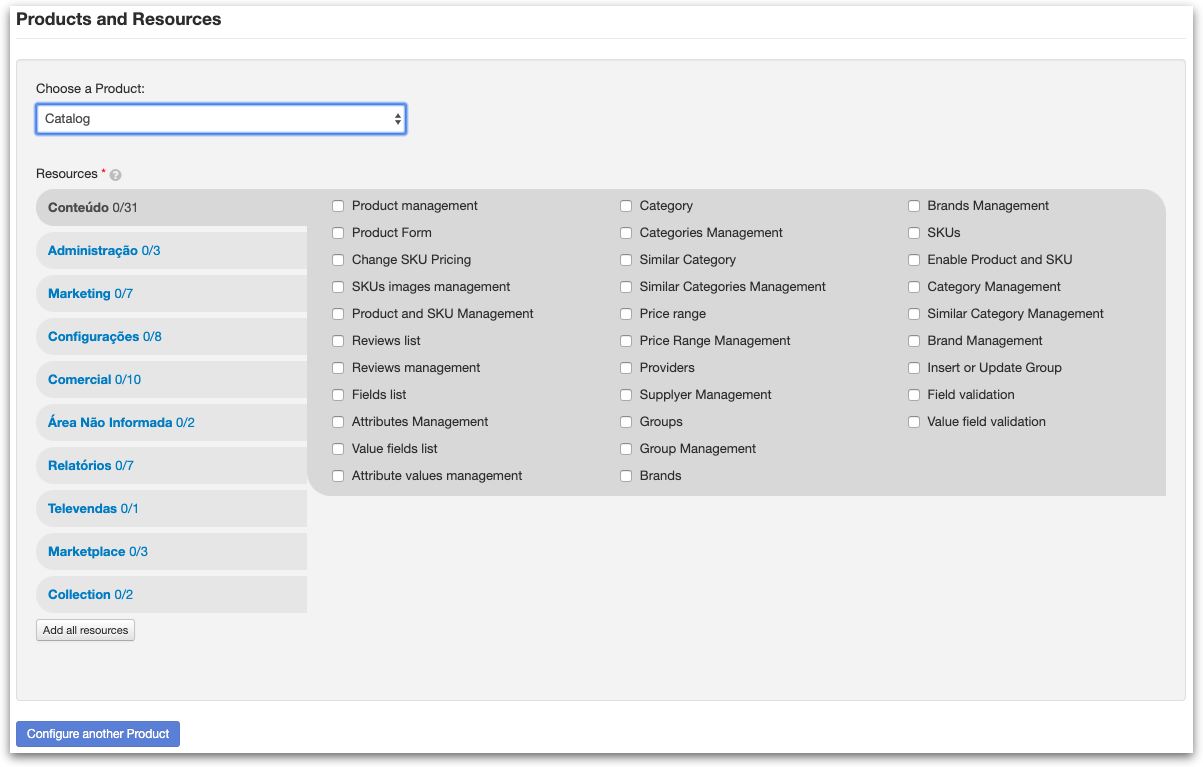 Products and Resources
Choose a Product:
Catalog
Resources * ?
Conteúdo 0/31
Administração 0/3
Marketing 0/7
Configurações 0/8
Comercial 0/10
Área Não Informada 0/2
Relatórios 0/7
Televendas 0/1
Marketplace 0/3
Collection 0/2
Add all resources
Product management
Product Form
Change SKU Pricing
SKUs images management
Product and SKU Management
Reviews list
Reviews management
Fields list
Attributes Management
Value fields list
Attribute values management
Category
Categories Management
Similar Category
Similar Categories Management
Price range
Price Range Management
Providers
Supplyer Management
Groups
Group Management
Brands
Brands Management
SKUs
Enable Product and SKU
Category Management
Similar Category Management
Brand Management
Insert or Update Group
Field validation
Value field validation
Configure another Product